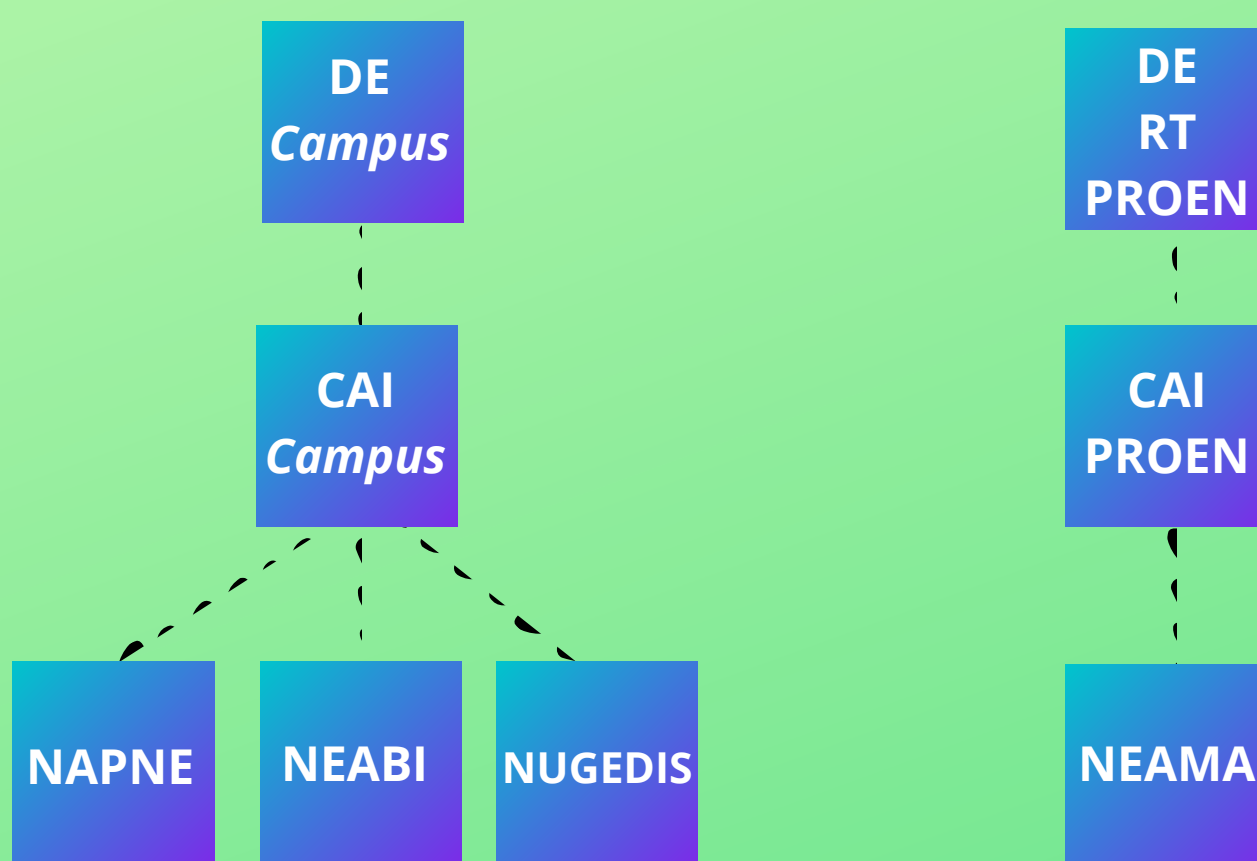 DE
Campus
DE
RT
PROEN
CAI
Campus
CAI
PROEN
NAPNE
NEABI
NUGEDIS
NEAMA